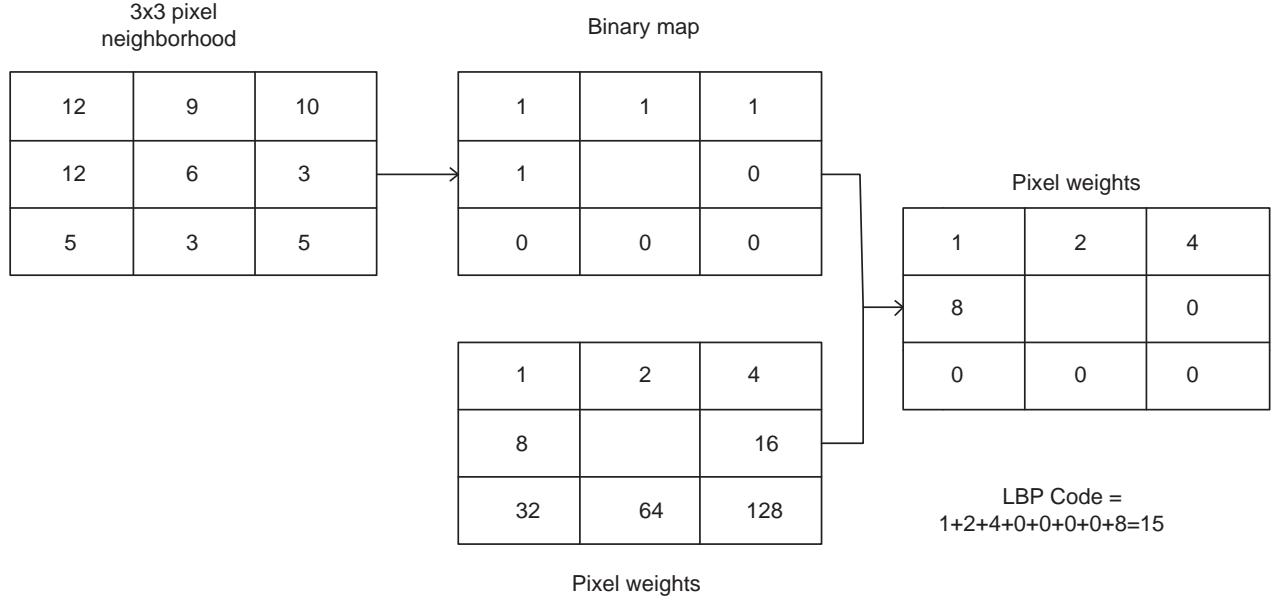 3x3 pixel
neighborhood
12 9 10
12 6 3
5 3 5
Binary map
1 1 1
1 0
0 0 0
1 2 4
8 16
32 64 128
Pixel weights
Pixel weights
1 2 4
8 0
0 0 0
LBP Code =
1+2+4+0+0+0+0+8=15